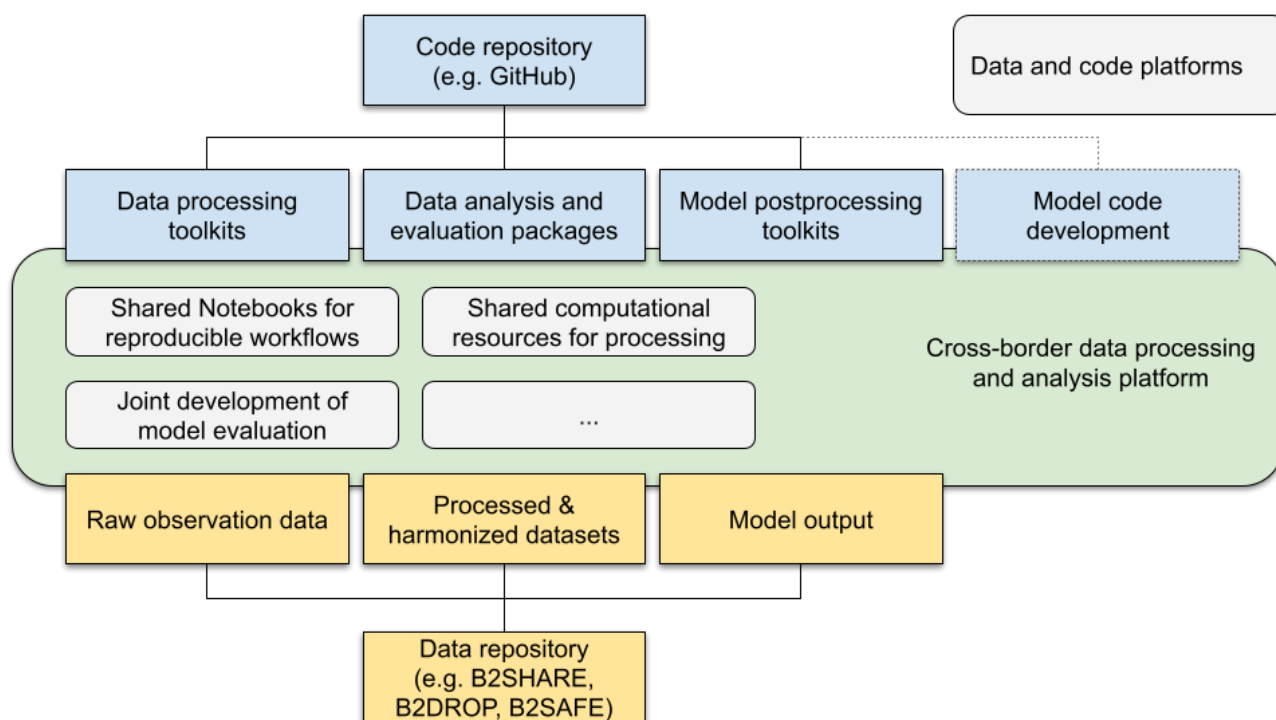 Code repository
(e.g. GitHub)
Data and code platforms
Data processing
toolkits
Data analysis and
evaluation packages
Model postprocessing
toolkits
Model code
development
Shared Notebooks for
reproducible workflows
Shared computational
resources for processing
Cross-border data processing
and analysis platform
Joint development of
model evaluation
...
Raw observation data
Processed &
harmonized datasets
Model output
Data repository
(e.g. B2SHARE,
B2DROP, B2SAFE)